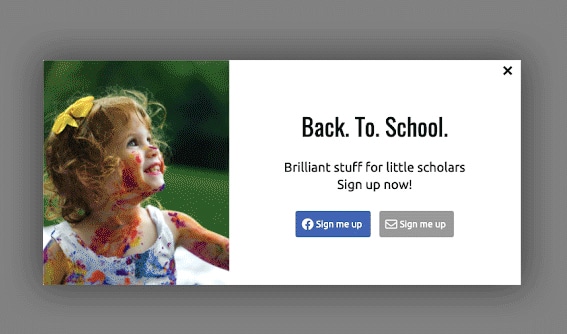 Back. To. School.
Brilliant stuff for little scholars
Sign up now!
Sign me up
Sign me up